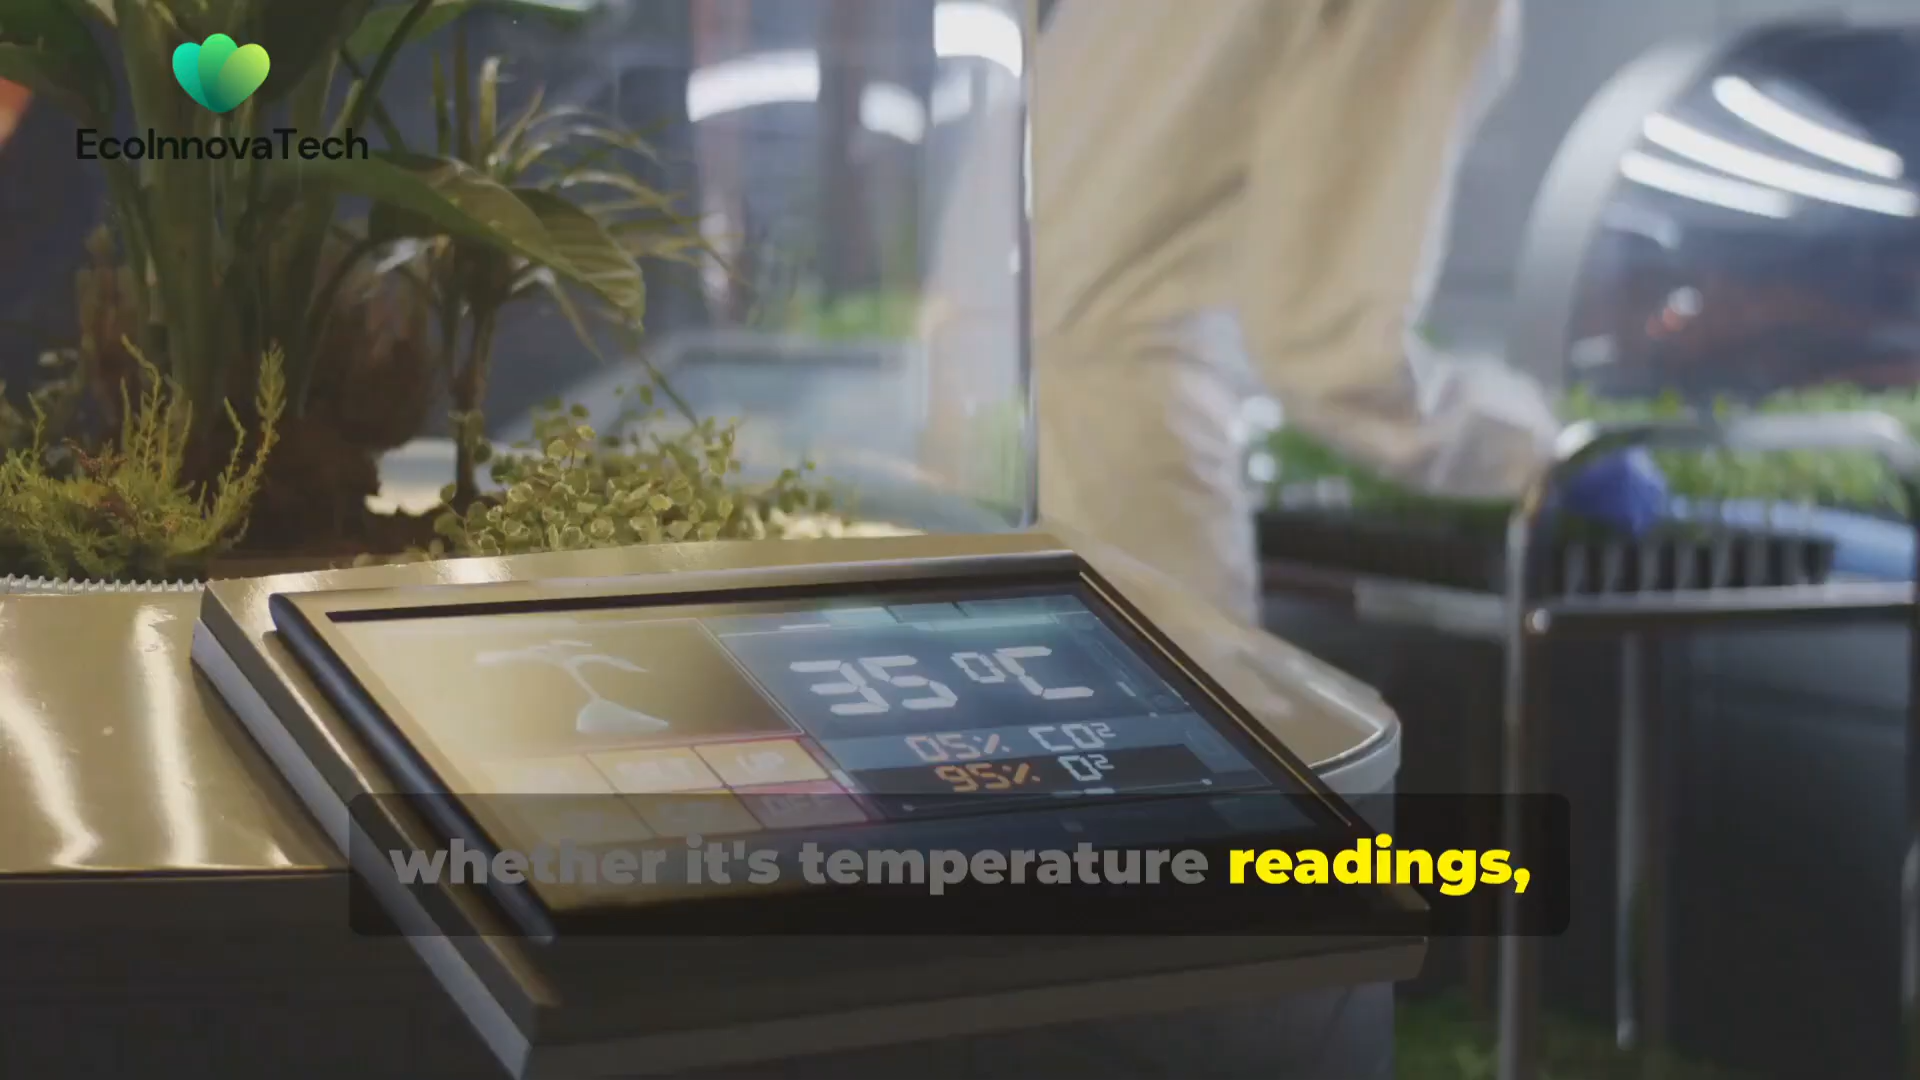 EcoInnovaTech
35°C
05% CO²
95% O²
whether it's temperature readings,